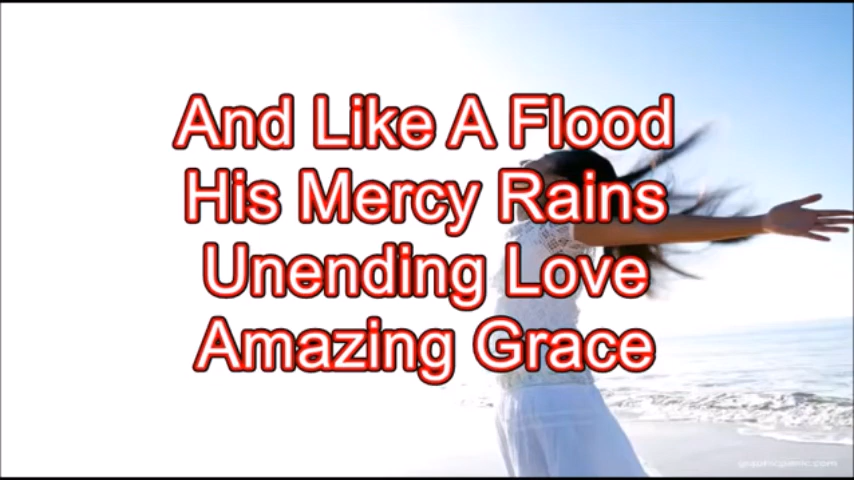 And Like A Flood
His Mercy Rains
Unending Love
Amazing Grace